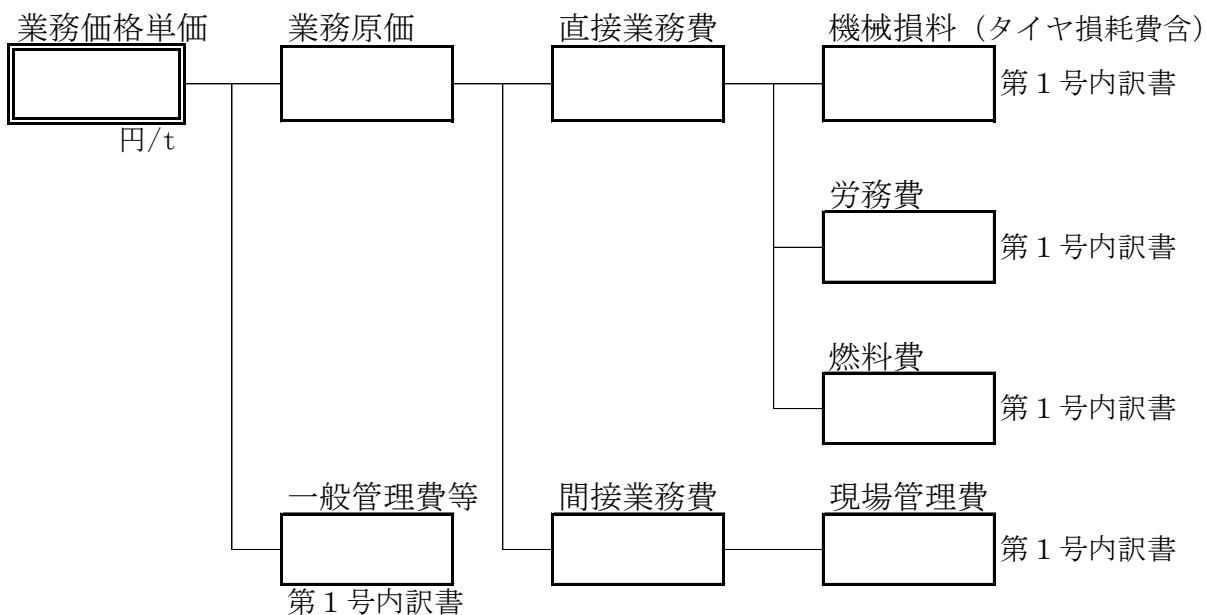 業務価格単価 業務原価 直接業務費 機械損料（タイヤ損耗費含）
第１号内訳書
円/t
労務費
第１号内訳書
燃料費
第１号内訳書
一般管理費等 間接業務費 現場管理費
第１号内訳書
第１号内訳書